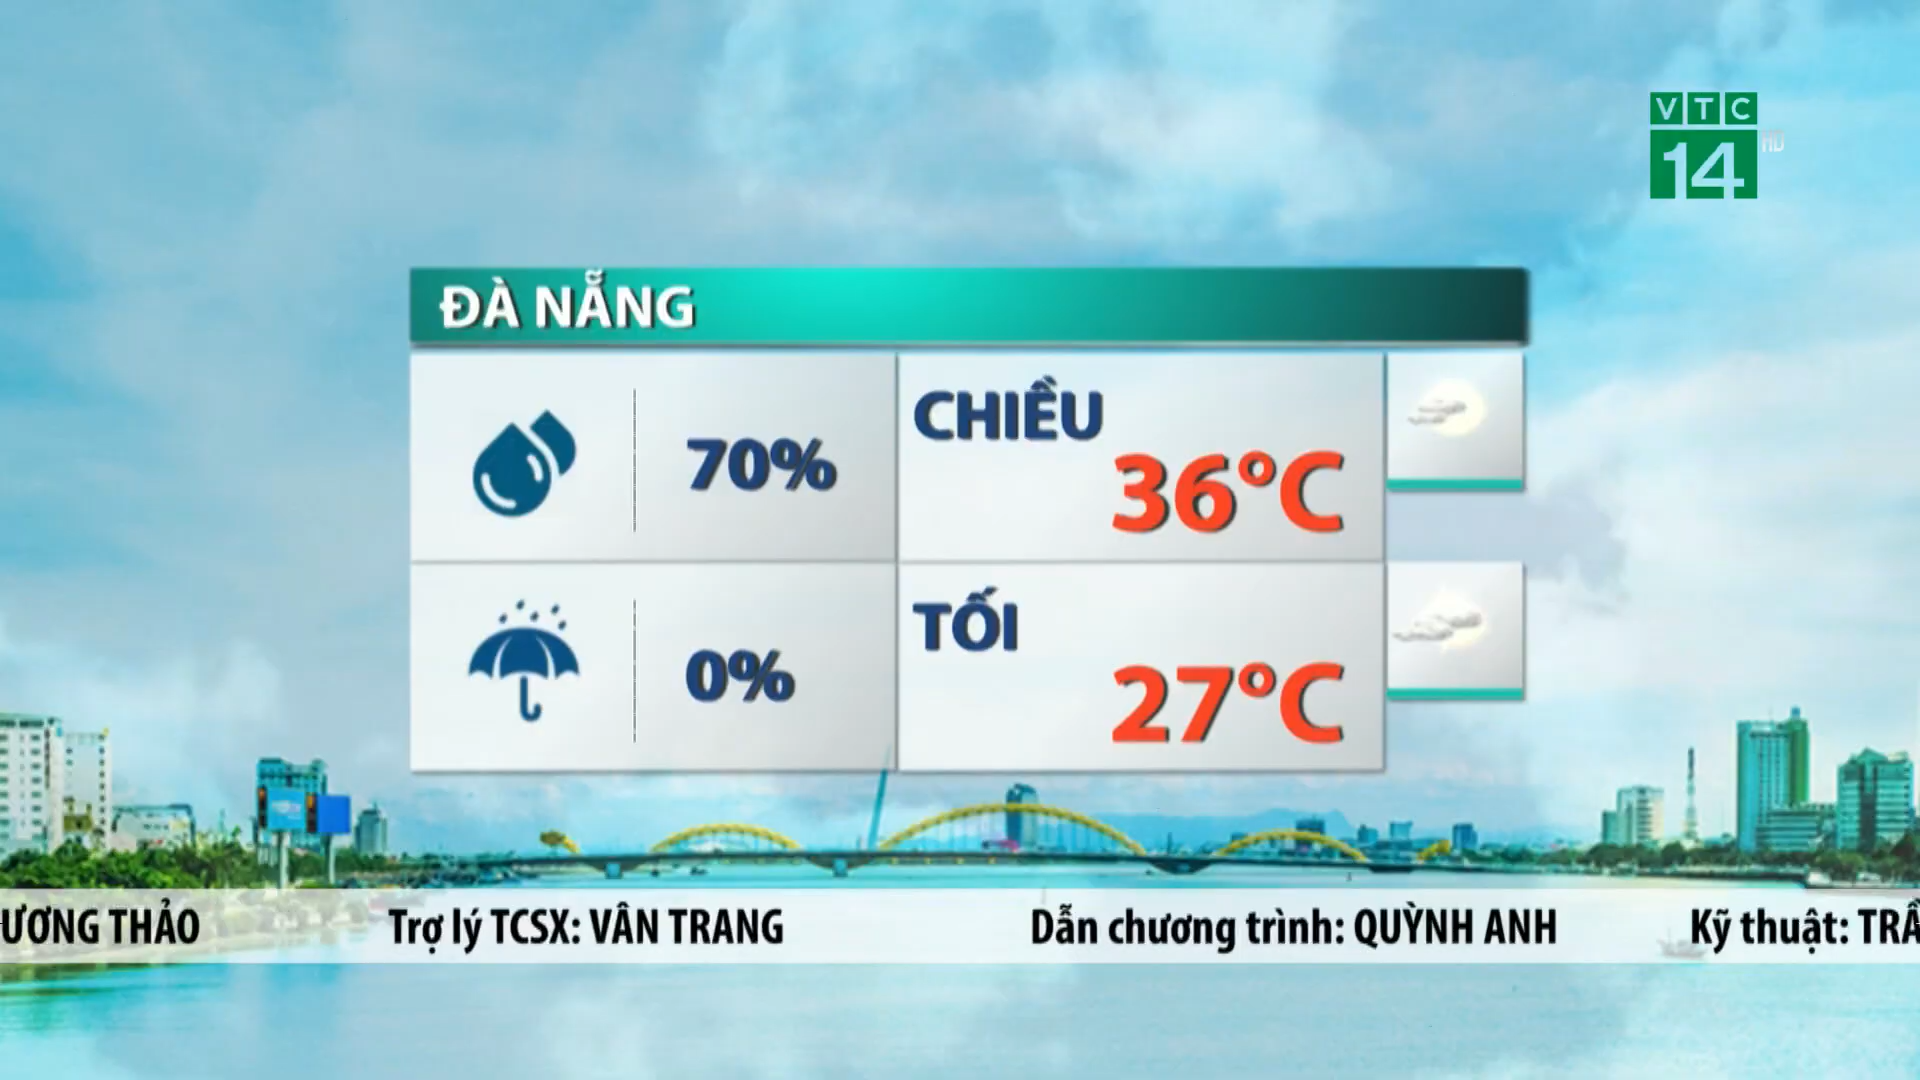 VTC
14 HD
ĐÀ NẴNG
70%
CHIỀU
36°C
0%
TỐI
27°C
ƯƠNG THẢO Trợ lý TCSX: VÂN TRANG Dẫn chương trình: QUỲNH ANH Kỹ thuật: TRẦ